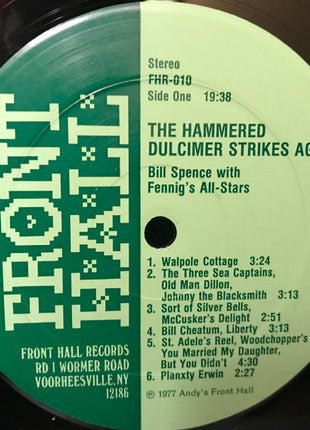 FRONT
HALL
Stereo
FHR-010
Side One 19:38
THE HAMMERED
DULCIMER STRIKES AG
Bill Spence with
Fennig's All-Stars
1. Walpole Cottage 3:24
2. The Three Sea Captains,
Old Man Dillon,
Johnny the Blacksmith 3:13
3. Sort of Silver Bells,
McCusker's Delight 2:51
4. Bill Cheatum, Liberty 3:13
5. St. Adele's Reel, Woodchopper's
You Married My Daughter,
But You Didn't 4:30
6. Planxty Erwin 2:27
℗ 1977 Andy's Front Hall
FRONT HALL RECORDS
RD 1 WORMER ROAD
VOORHEESVILLE, NY
12186